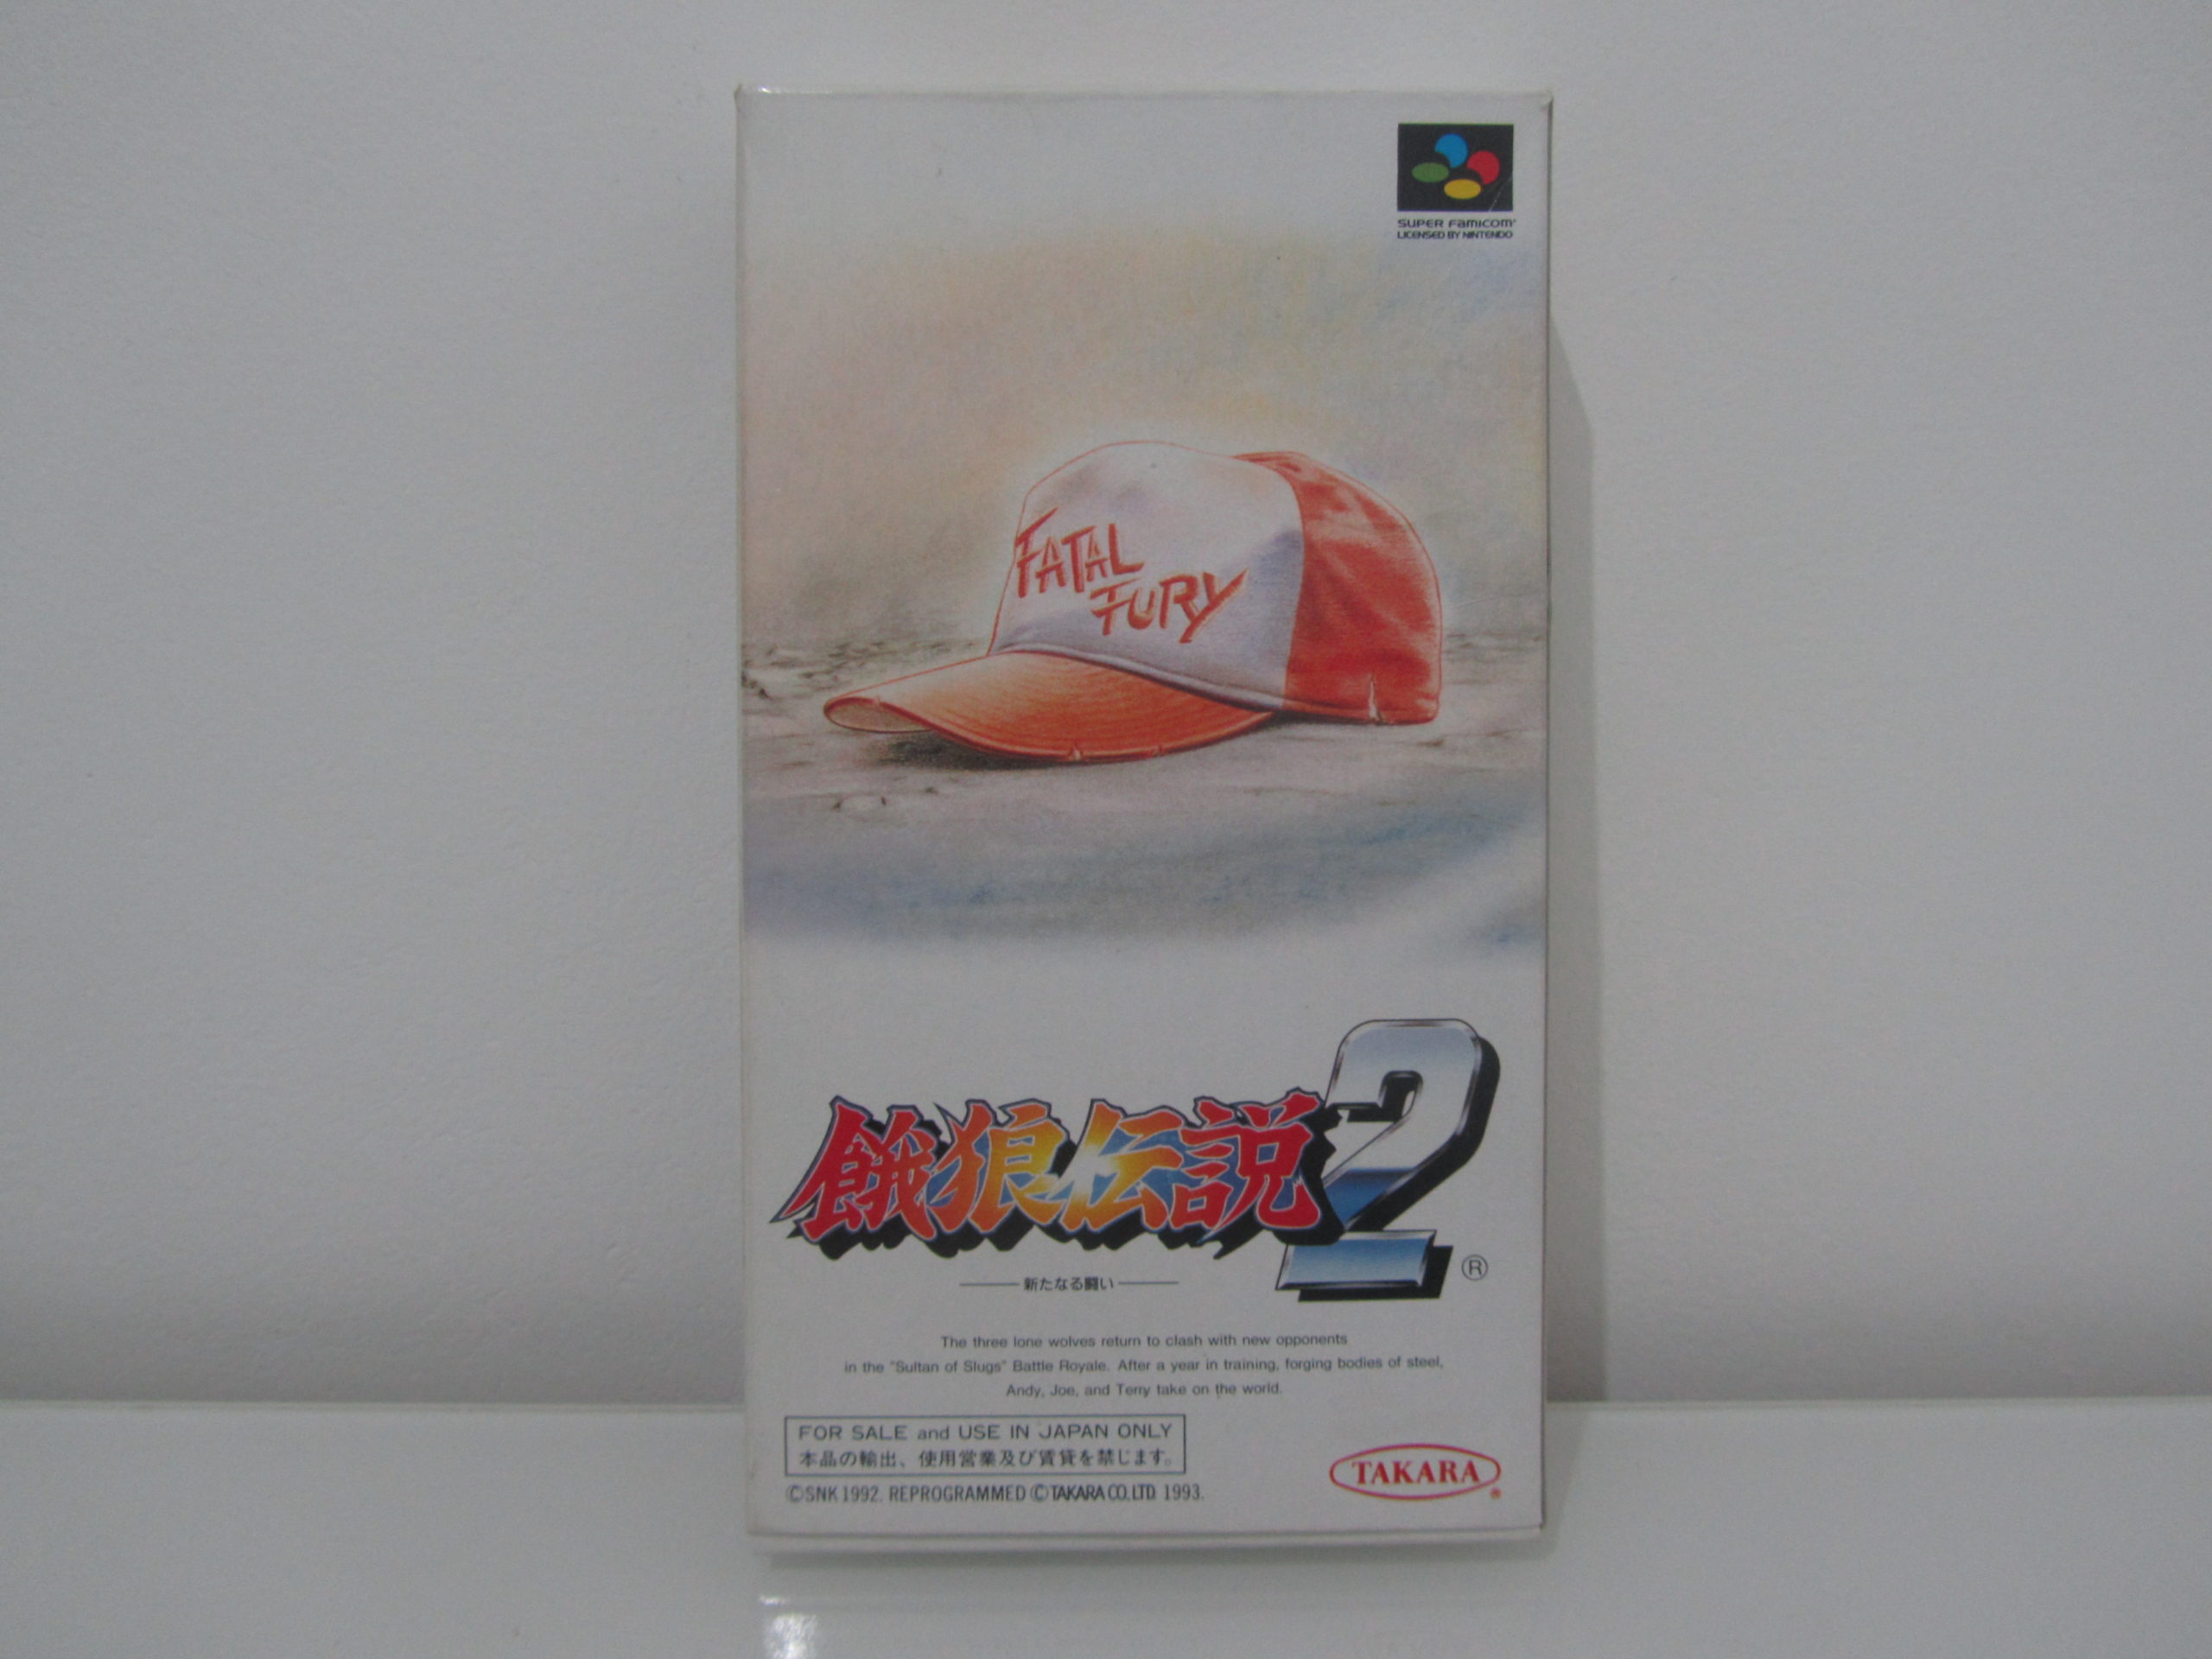 SUPER FAMICOM
LICENSED BY NINTENDO
FATAL
FURY
餓狼伝説2
®
新たなる闘い
The three lone wolves return to clash with new opponents
in the "Sultan of Slugs" Battle Royale. After a year in training, forging bodies of steel,
Andy, Joe, and Terry take on the world.
FOR SALE and USE IN JAPAN ONLY
本品の輸出、使用営業及び賃貸を禁じます。
©SNK 1992. REPROGRAMMED ©TAKARA CO.,LTD. 1993.
TAKARA